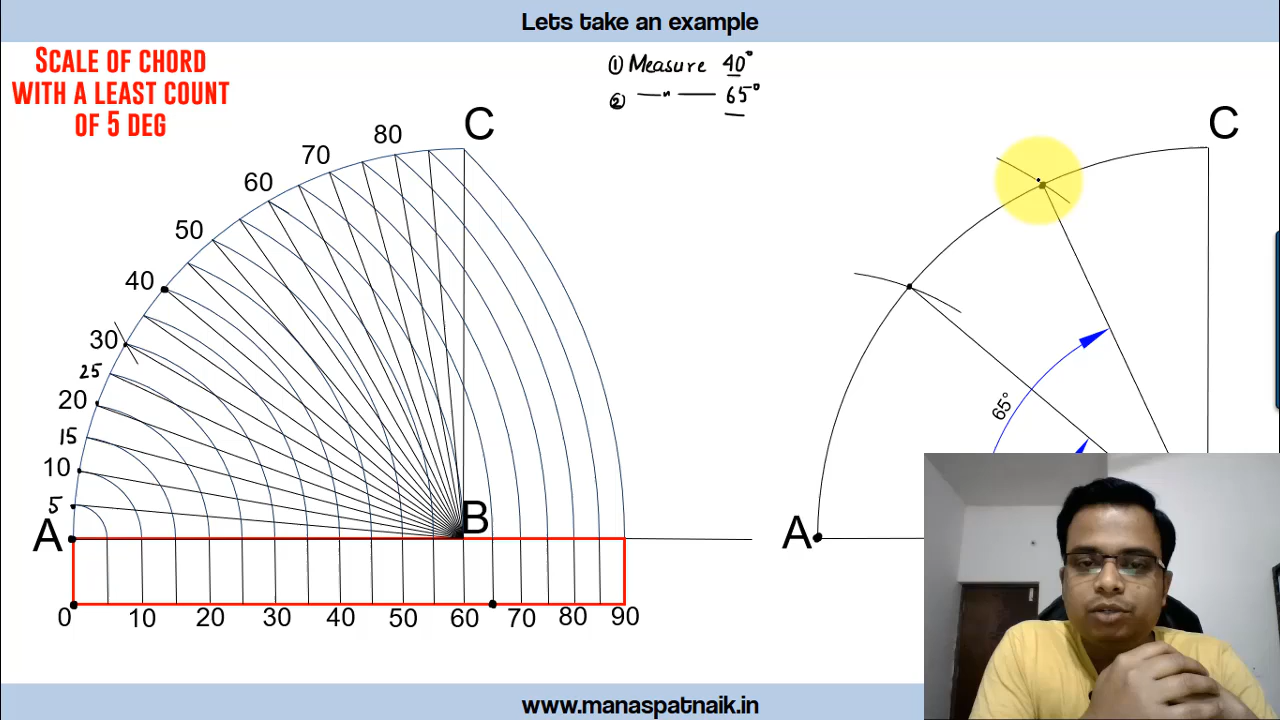 Lets take an example
SCALE OF CHORD
WITH A LEAST COUNT
OF 5 DEG
① Measure 40°
② —"— 65°
C
80
70
60
50
40
30
25
20
15
10
5
A
B
0 10 20 30 40 50 60 70 80 90
C
65°
A
www.manaspatnaik.in